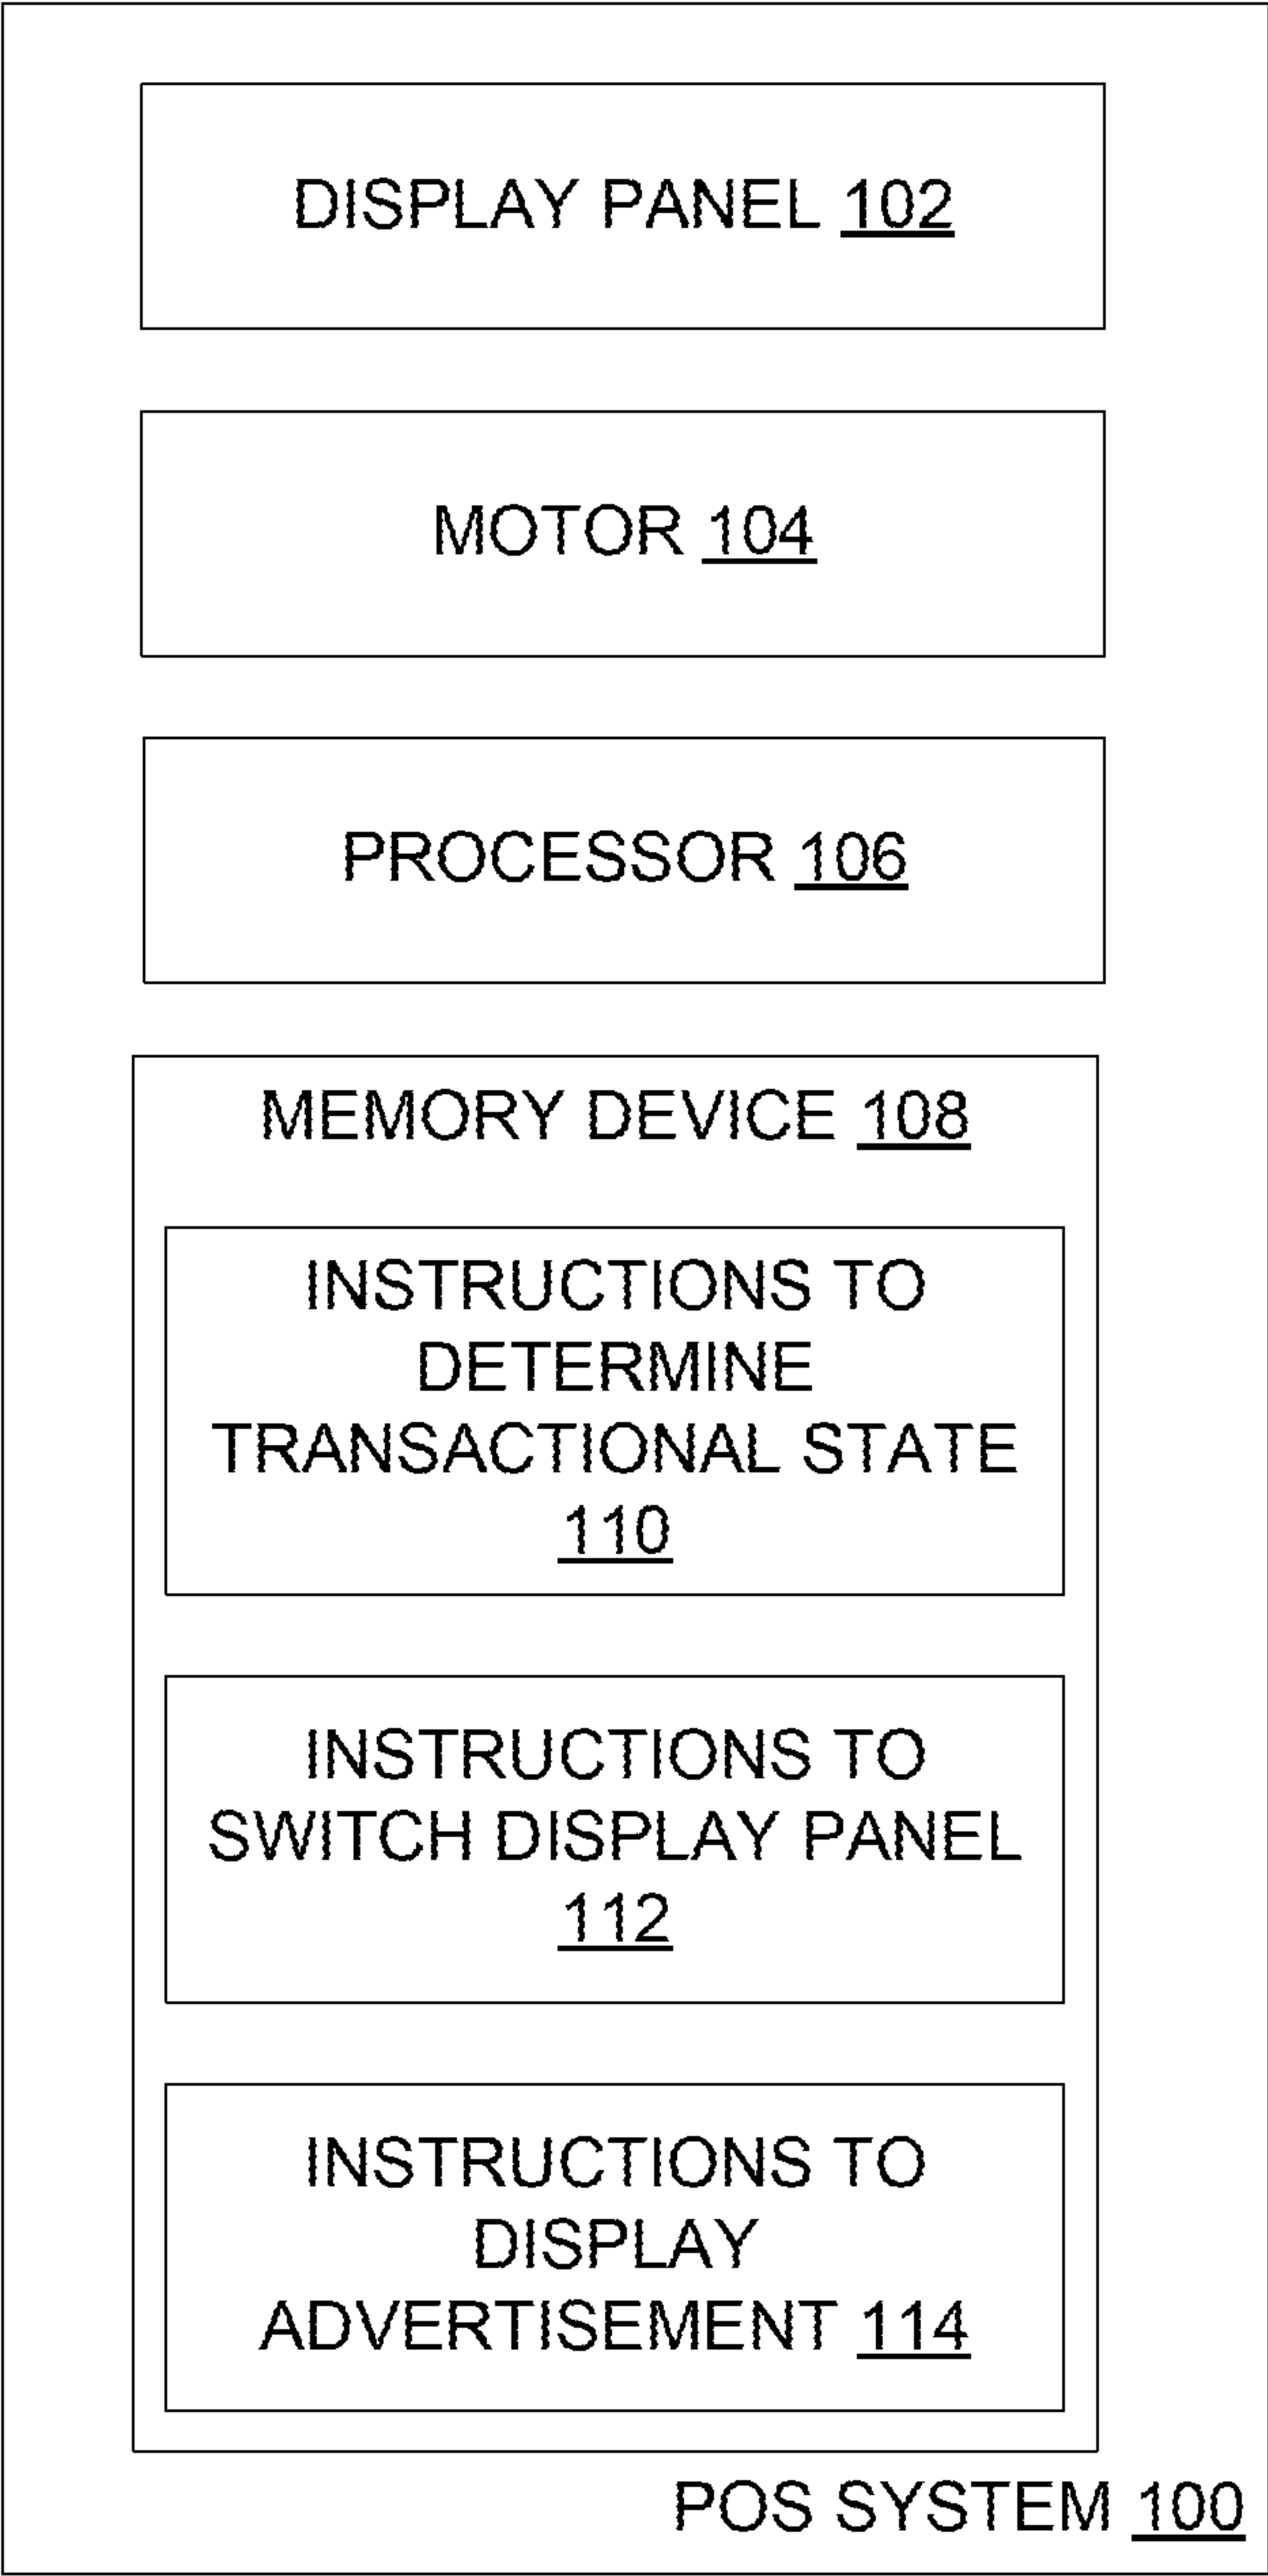 DISPLAY PANEL 102
MOTOR 104
PROCESSOR 106
MEMORY DEVICE 108
INSTRUCTIONS TO
DETERMINE
TRANSACTIONAL STATE
110
INSTRUCTIONS TO
SWITCH DISPLAY PANEL
112
INSTRUCTIONS TO
DISPLAY
ADVERTISEMENT 114
POS SYSTEM 100